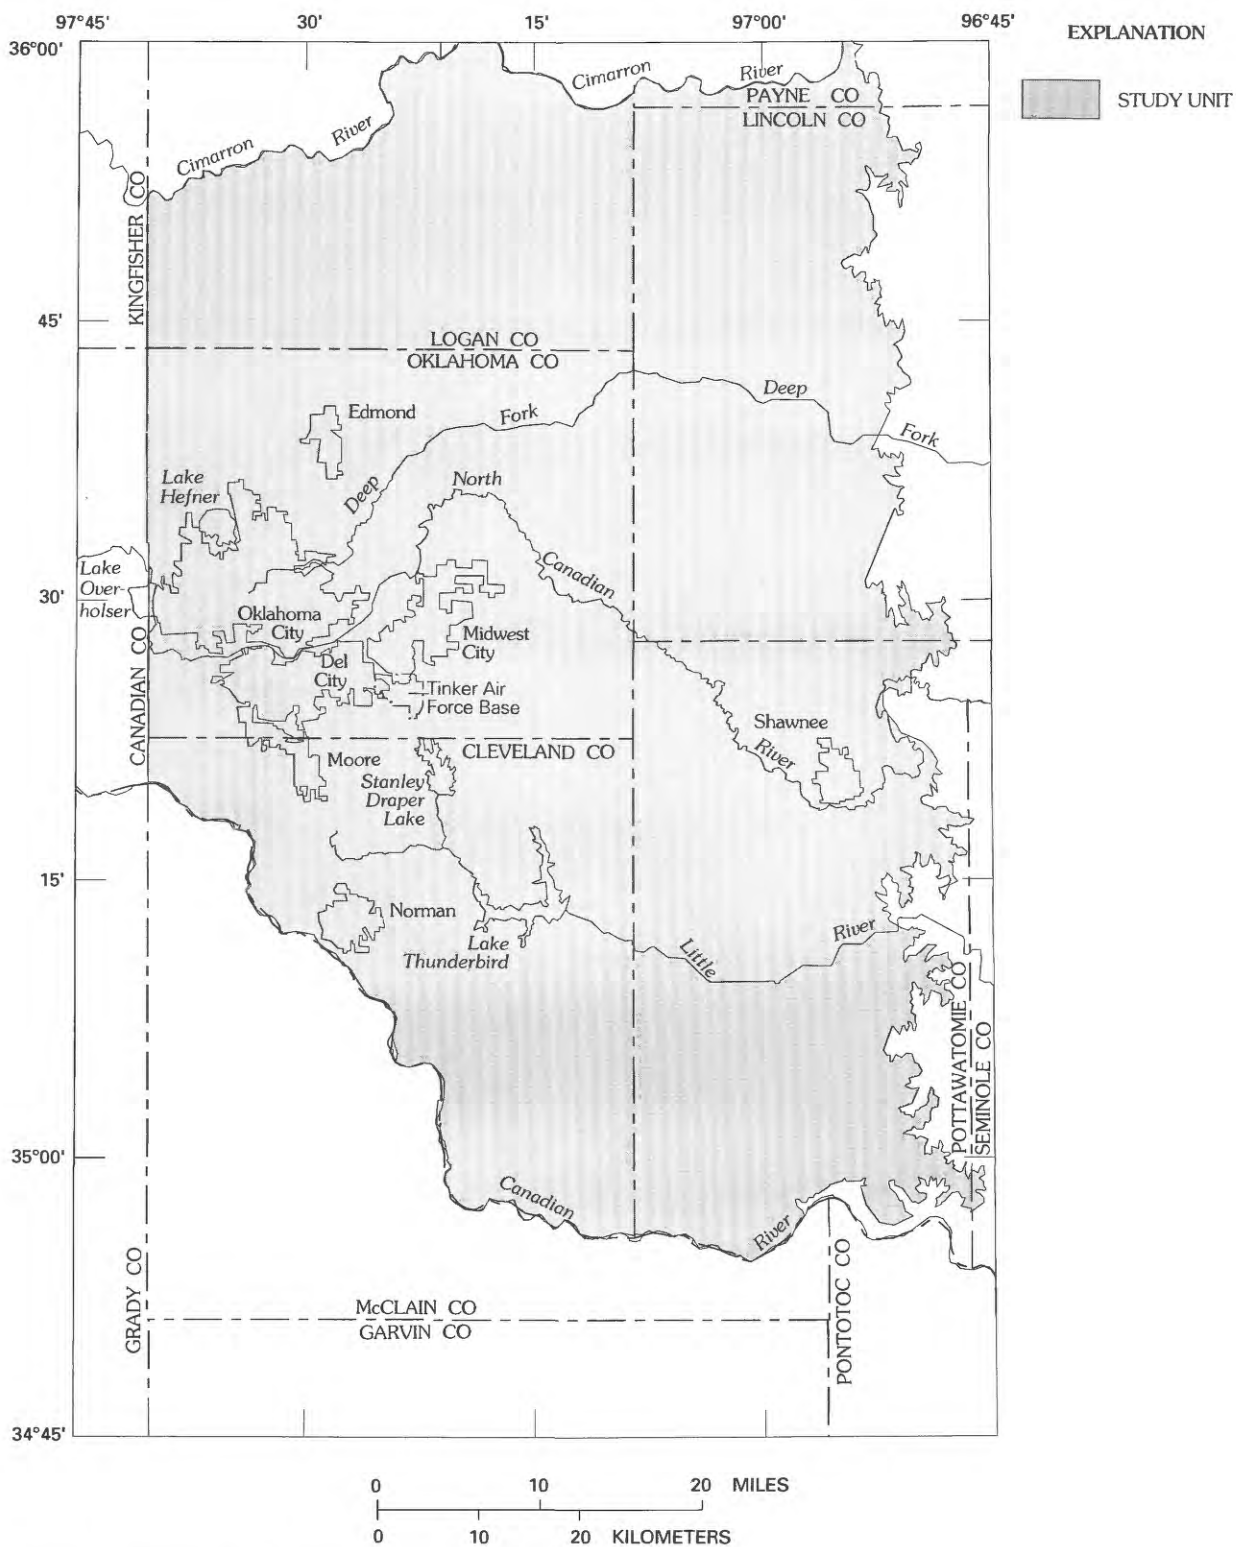 97°45' 30' 15' 97°00' 96°45'
EXPLANATION
36°00'
STUDY UNIT
Cimarron River
PAYNE CO
LINCOLN CO
Cimarron River
KINGFISHER CO
45'
LOGAN CO
OKLAHOMA CO
Deep
Edmond
Fork
Fork
Lake
Hefner
Deep
North
Lake
Over-
holser
Canadian
30'
Oklahoma
City
Midwest
City
Del
City
Tinker Air
Force Base
CANADIAN CO
Shawnee
CLEVELAND CO
River
Moore
Stanley
Draper
Lake
15'
Norman
River
Lake
Thunderbird
Little
POTTAWATOMIE CO
SEMINOLE CO
35°00'
Canadian
River
GRADY CO
PONTOTOC CO
McCLAIN CO
GARVIN CO
34°45'
0 10 20 MILES
0 10 20 KILOMETERS